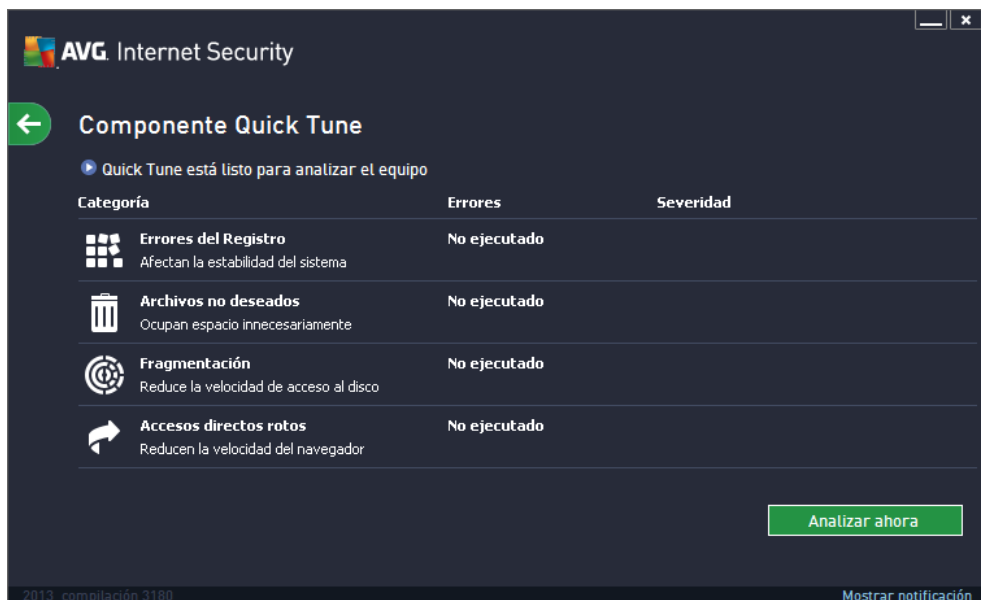 AVG. Internet Security
Componente Quick Tune
Quick Tune está listo para analizar el equipo
Categoría Errores Severidad
Errores del Registro No ejecutado
Afectan la estabilidad del sistema
Archivos no deseados No ejecutado
Ocupan espacio innecesariamente
Fragmentación No ejecutado
Reduce la velocidad de acceso al disco
Accesos directos rotos No ejecutado
Reducen la velocidad del navegador
Analizar ahora
2013 compilación 3180 Mostrar notificación